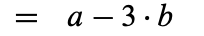 = a − 3 · b